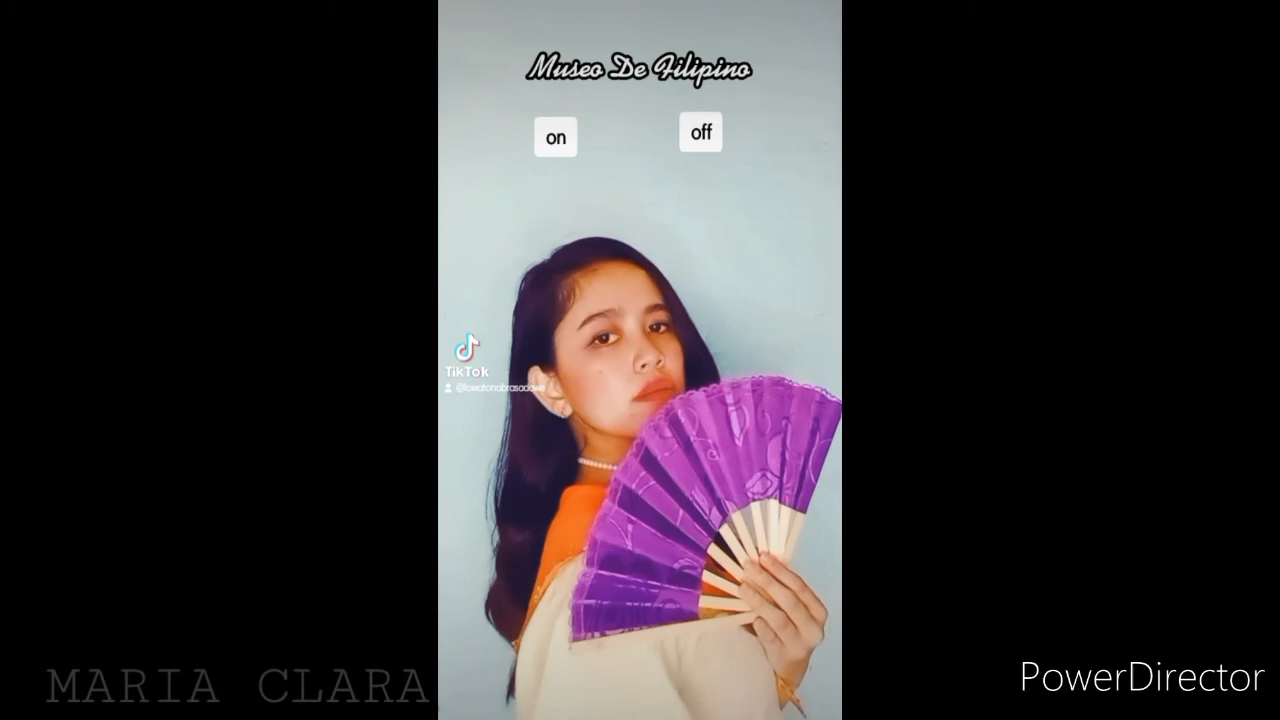 Museo De Filipino
on
off
TikTok
MARIA CLARA
PowerDirector